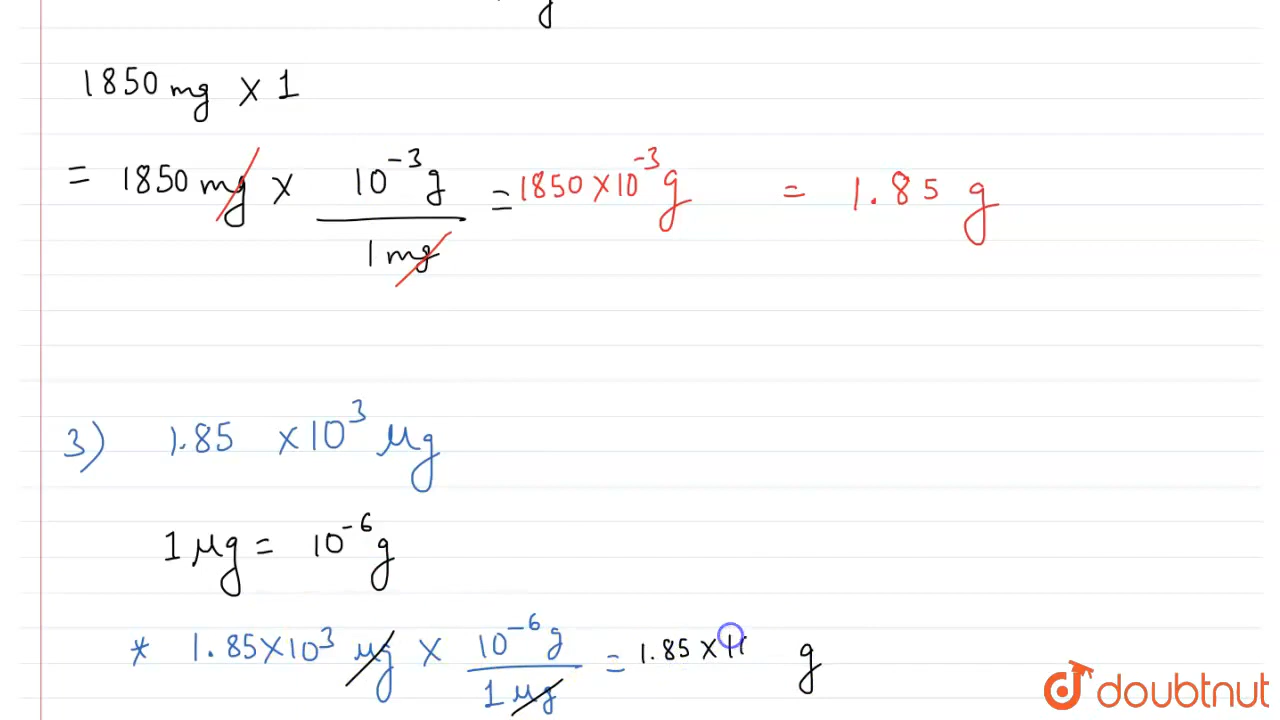 g
1850 mg × 1
= 1850 mg × 10⁻³ g / 1 mg = 1850 × 10⁻³ g = 1.85 g
3) 1.85 × 10³ μg
1 μg = 10⁻⁶ g
* 1.85 × 10³ μg × 10⁻⁶ g / 1 μg = 1.85 × g
doubtnut